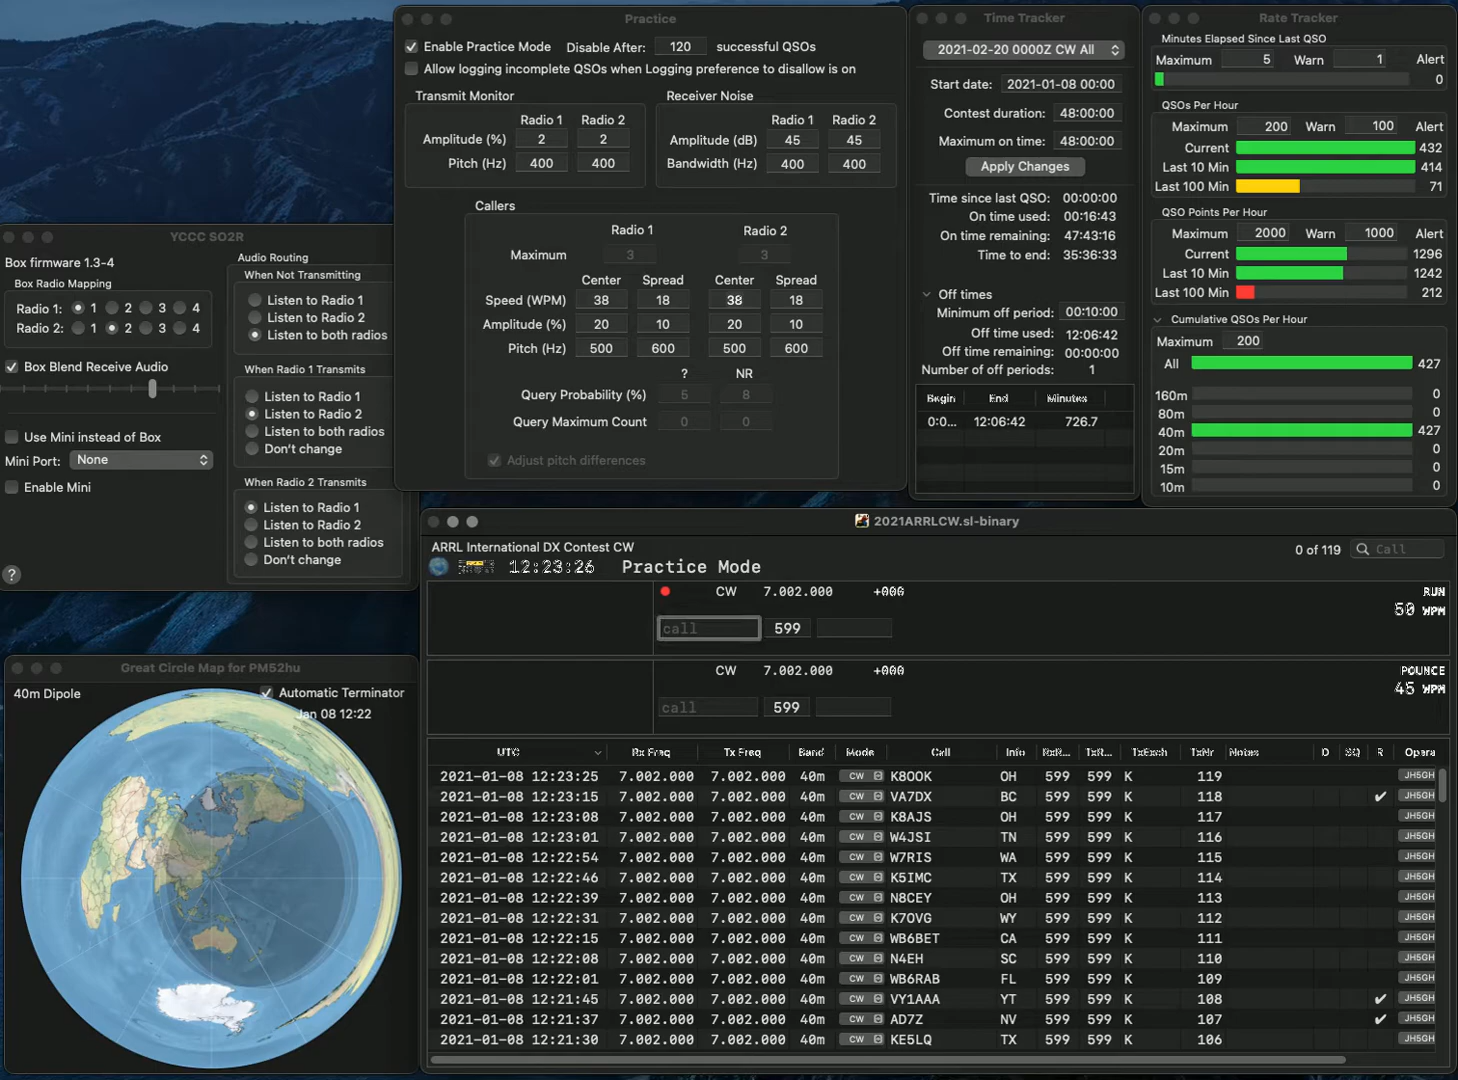 Practice
Enable Practice Mode Disable After: 120 successful QSOs
Allow logging incomplete QSOs when Logging preference to disallow is on
Transmit Monitor
Radio 1 Radio 2
Amplitude (%) 2 2
Pitch (Hz) 400 400
Receiver Noise
Radio 1 Radio 2
Amplitude (dB) 45 45
Bandwidth (Hz) 400 400
Callers
Radio 1 Radio 2
Maximum 3 3
Center Spread Center Spread
Speed (WPM) 38 18 38 18
Amplitude (%) 20 10 20 10
Pitch (Hz) 500 600 500 600
? NR
Query Probability (%) 5 8
Query Maximum Count 0 0
Adjust pitch differences
Time Tracker
2021-02-20 0000Z CW All
Start date: 2021-01-08 00:00
Contest duration: 48:00:00
Maximum on time: 48:00:00
Apply Changes
Time since last QSO: 00:00:00
On time used: 00:16:43
On time remaining: 47:43:16
Time to end: 35:36:33
Off times
Minimum off period: 00:10:00
Off time used: 12:06:42
Off time remaining: 00:00:00
Number of off periods: 1
Begin End Minutes
0:0... 12:06:42 726.7
Rate Tracker
Minutes Elapsed Since Last QSO
Maximum 5 Warn 1 Alert
0
QSOs Per Hour
Maximum 200 Warn 100 Alert
Current 432
Last 10 Min 414
Last 100 Min 71
QSO Points Per Hour
Maximum 2000 Warn 1000 Alert
Current 1296
Last 10 Min 1242
Last 100 Min 212
Cumulative QSOs Per Hour
Maximum 200
All 427
160m 0
80m 0
40m 427
20m 0
15m 0
10m 0
YCCC SO2R
Box firmware 1.3-4
Box Radio Mapping
Radio 1: 1 2 3 4
Radio 2: 1 2 3 4
Box Blend Receive Audio
Use Mini instead of Box
Mini Port: None
Enable Mini
?
Audio Routing
When Not Transmitting
Listen to Radio 1
Listen to Radio 2
Listen to both radios
When Radio 1 Transmits
Listen to Radio 1
Listen to Radio 2
Listen to both radios
Don't change
When Radio 2 Transmits
Listen to Radio 1
Listen to Radio 2
Listen to both radios
Don't change
Great Circle Map for PM52hu
40m Dipole
Automatic Terminator
Jan 08 12:22
2021ARRLCW.sl-binary
ARRL International DX Contest CW
0 of 119 Call
12:23:26 Practice Mode
CW 7.002.000 +000 RUN
50 WPM
call 599
CW 7.002.000 +000 POUNCE
45 WPM
call 599
UTC Rx Freq Tx Freq Band Mode Call Info RxR... TxR... TxExch TxNr Notes D SQ R Opera
2021-01-08 12:23:25 7.002.000 7.002.000 40m CW K8OOK OH 599 599 K 119 JH5GH
2021-01-08 12:23:15 7.002.000 7.002.000 40m CW VA7DX BC 599 599 K 118 ✔ JH5GH
2021-01-08 12:23:08 7.002.000 7.002.000 40m CW K8AJS OH 599 599 K 117 JH5GH
2021-01-08 12:23:01 7.002.000 7.002.000 40m CW W4JSI TN 599 599 K 116 JH5GH
2021-01-08 12:22:54 7.002.000 7.002.000 40m CW W7RIS WA 599 599 K 115 JH5GH
2021-01-08 12:22:46 7.002.000 7.002.000 40m CW K5IMC TX 599 599 K 114 JH5GH
2021-01-08 12:22:39 7.002.000 7.002.000 40m CW N8CEY OH 599 599 K 113 JH5GH
2021-01-08 12:22:31 7.002.000 7.002.000 40m CW K7OVG WY 599 599 K 112 JH5GH
2021-01-08 12:22:15 7.002.000 7.002.000 40m CW WB6BET CA 599 599 K 111 JH5GH
2021-01-08 12:22:08 7.002.000 7.002.000 40m CW N4EH SC 599 599 K 110 JH5GH
2021-01-08 12:22:01 7.002.000 7.002.000 40m CW WB6RAB FL 599 599 K 109 JH5GH
2021-01-08 12:21:45 7.002.000 7.002.000 40m CW VY1AAA YT 599 599 K 108 ✔ JH5GH
2021-01-08 12:21:37 7.002.000 7.002.000 40m CW AD7Z NV 599 599 K 107 ✔ JH5GH
2021-01-08 12:21:30 7.002.000 7.002.000 40m CW KE5LQ TX 599 599 K 106 JH5GH